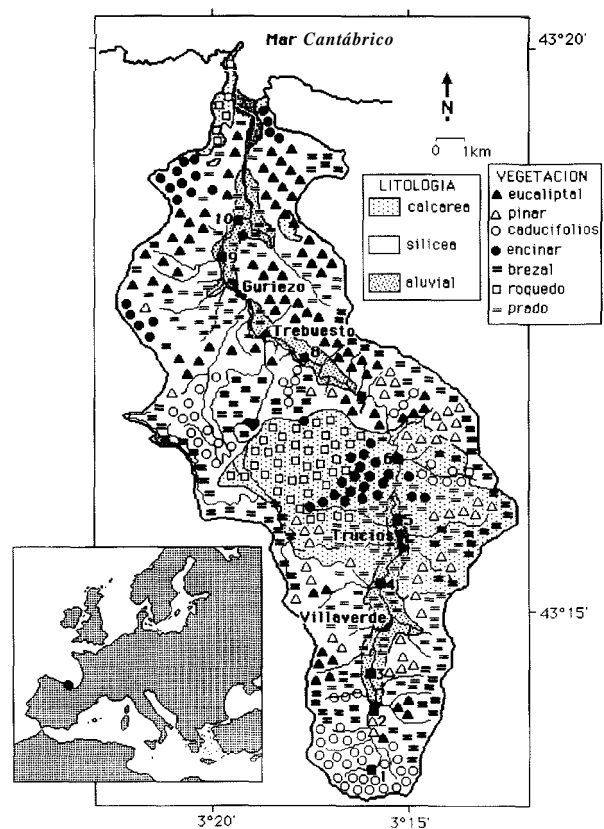 Mar Cantábrico
43°20
N
0 1km
LITOLOGIA
calcarea
silicea
aluvial
VEGETACION
eucaliptal
pinar
caducifolios
encinar
brezal
roquedo
prado
10
9
Guriezo
Trebuesto
8
7
6
5
Trucios
4
43°15
Villaverde
3
2
1
3°20
3°15